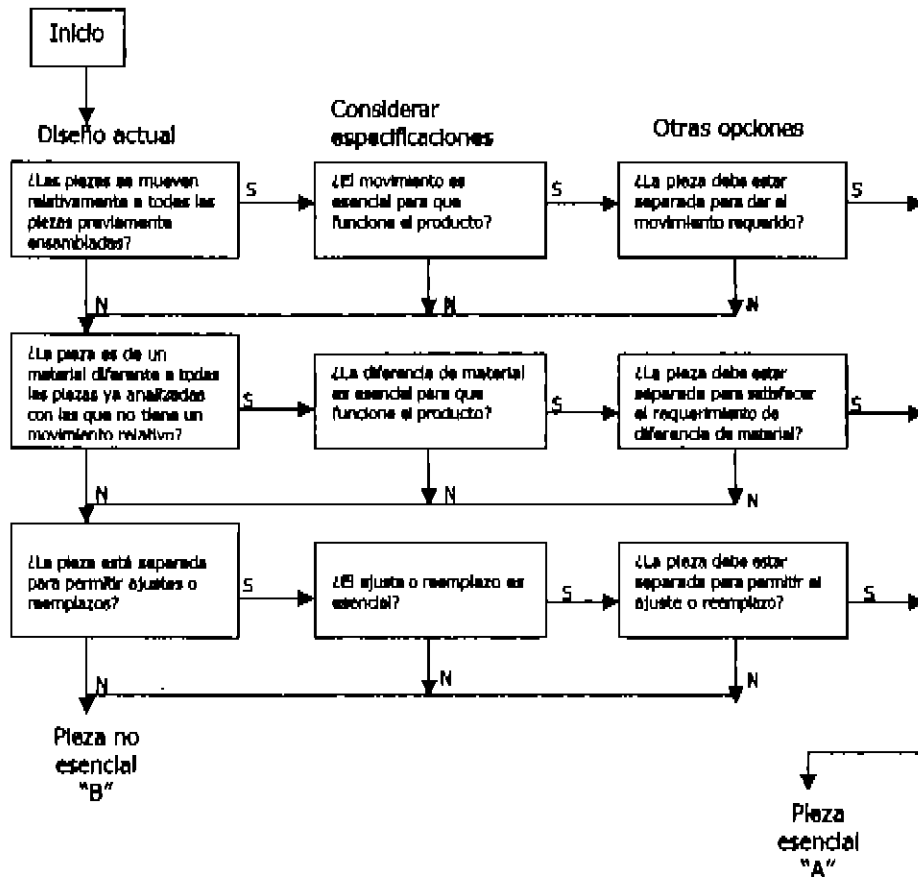 Inicio
Diseño actual
Considerar
especificaciones
Otras opciones
¿Las piezas se mueven
relativamente a todas las
piezas previamente
ensambladas?
S
¿El movimiento es
esencial para que
funcione el producto?
S
¿La pieza debe estar
separada para dar el
movimiento requerido?
S
N
N
N
¿La pieza es de un
material diferente a todas
las piezas ya analizadas
con las que no tiene un
movimiento relativo?
S
¿La diferencia de material
es esencial para que
funcione el producto?
S
¿La pieza debe estar
separada para satisfacer
el requerimiento de
diferencia de material?
S
N
N
N
¿La pieza está separada
para permitir ajustes o
reemplazos?
S
¿El ajuste o reemplazo es
esencial?
S
¿La pieza debe estar
separada para permitir el
ajuste o reemplazo?
S
N
N
N
Pieza no
esencial
"B"
Pieza
esencial
"A"